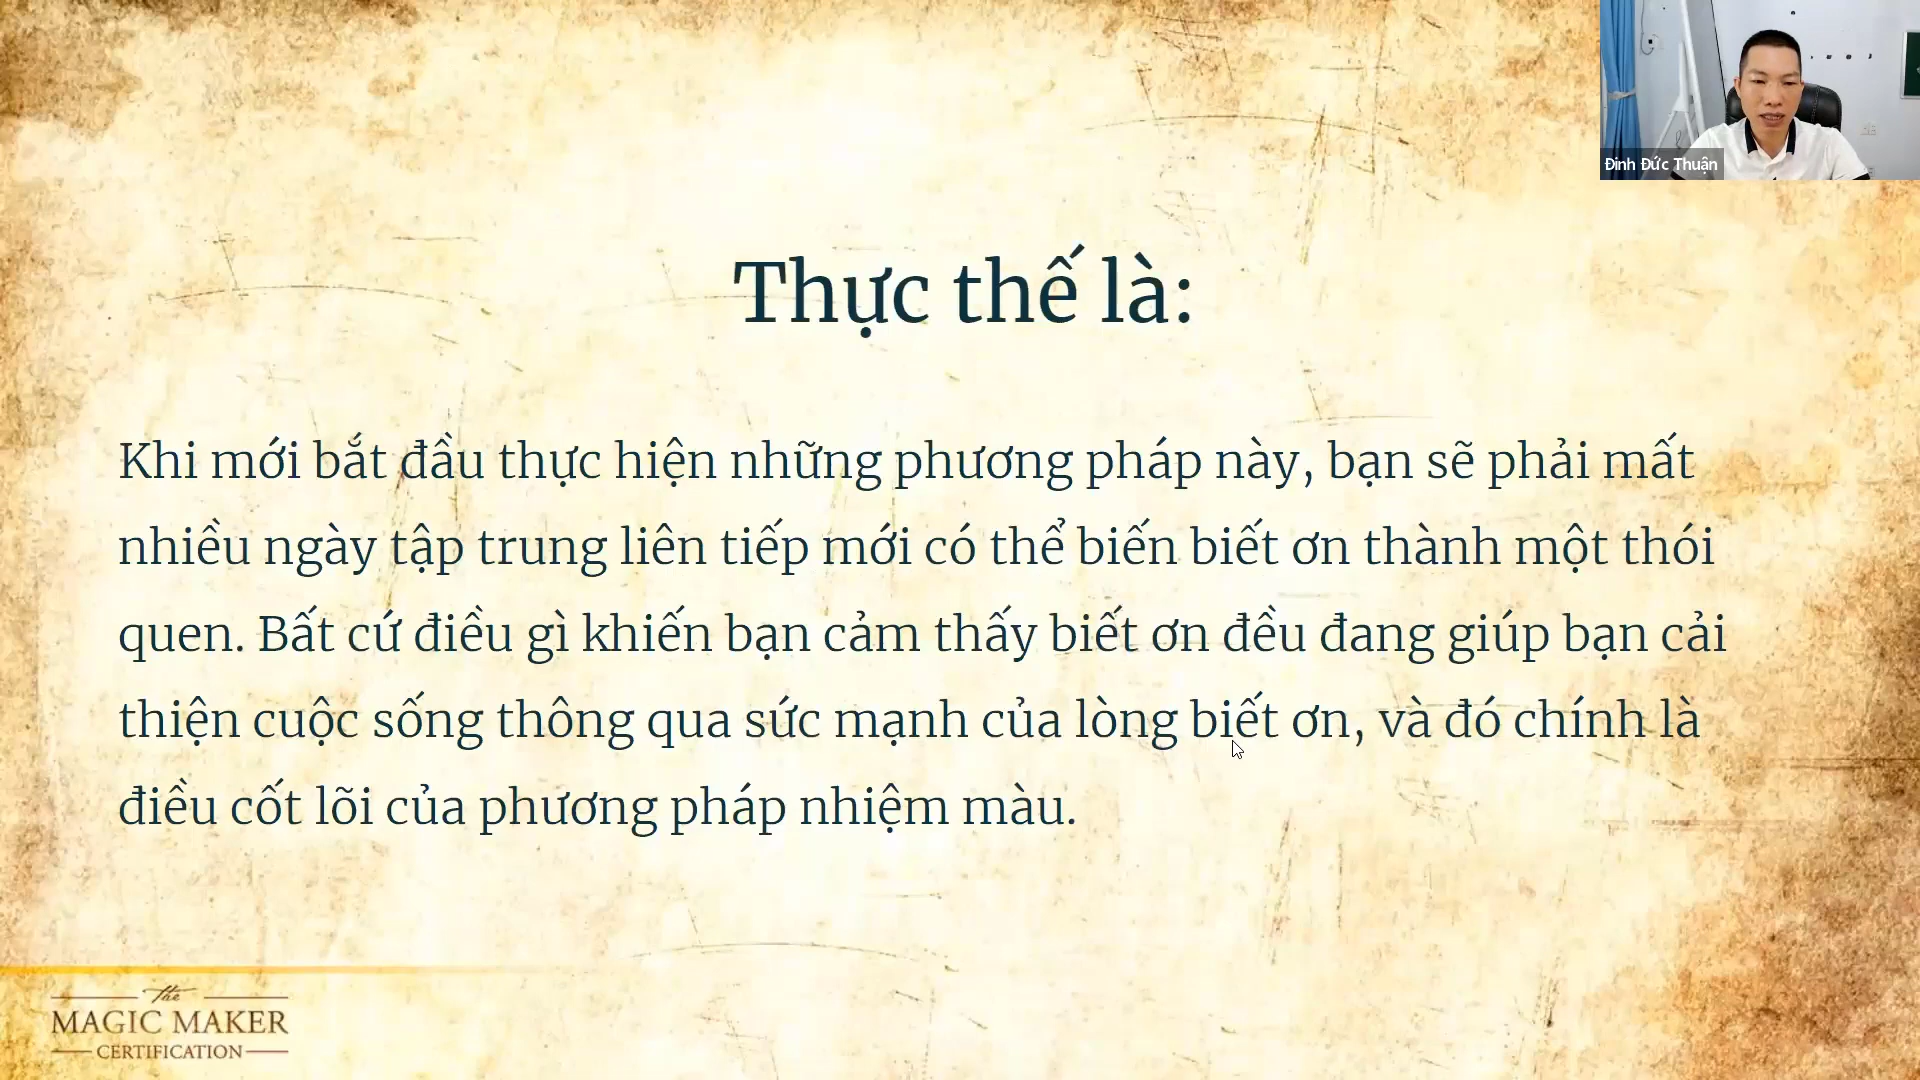 Đinh Đức Thuận
Thực thế là:
Khi mới bắt đầu thực hiện những phương pháp này, bạn sẽ phải mất
nhiều ngày tập trung liên tiếp mới có thể biến biết ơn thành một thói
quen. Bất cứ điều gì khiến bạn cảm thấy biết ơn đều đang giúp bạn cải
thiện cuộc sống thông qua sức mạnh của lòng biết ơn, và đó chính là
điều cốt lõi của phương pháp nhiệm màu.
The
MAGIC MAKER
CERTIFICATION